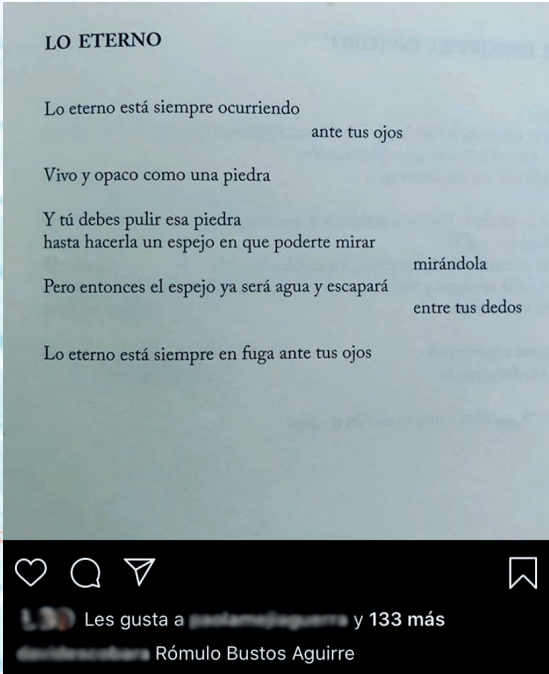 LO ETERNO
Lo eterno está siempre ocurriendo
ante tus ojos
Vivo y opaco como una piedra
Y tú debes pulir esa piedra
hasta hacerla un espejo en que poderte mirar
mirándola
Pero entonces el espejo ya será agua y escapará
entre tus dedos
Lo eterno está siempre en fuga ante tus ojos
Les gusta a y 133 más
Rómulo Bustos Aguirre